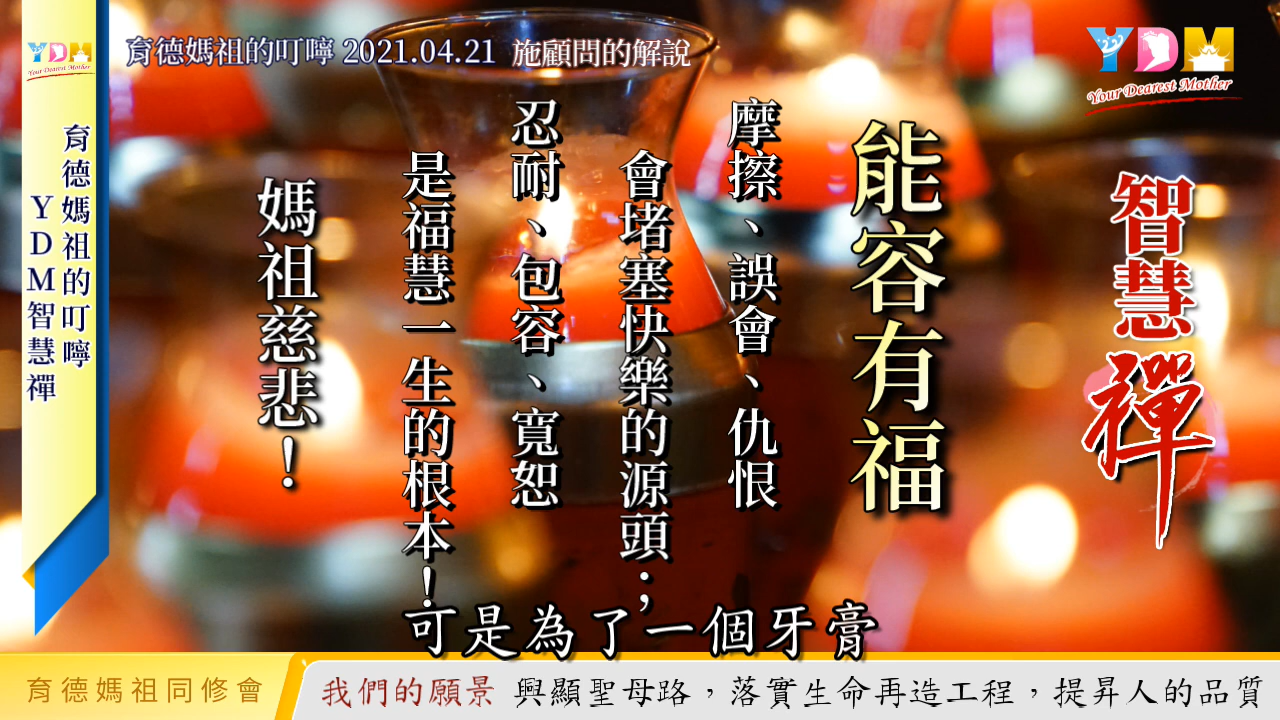 育德媽祖的叮嚀 2021.04.21 施顧問的解說
YDM
Your Dearest Mother
YDM
Your Dearest Mother
智慧禪
能容有福
摩擦、誤會、仇恨
會堵塞快樂的源頭；
忍耐、包容、寬恕
是福慧一生的根本！
媽祖慈悲！
育德媽祖的叮嚀
YDM智慧禪
可是為了一個牙膏
育德媽祖同修會
我們的願景 興顯聖母路，落實生命再造工程，提昇人的品質